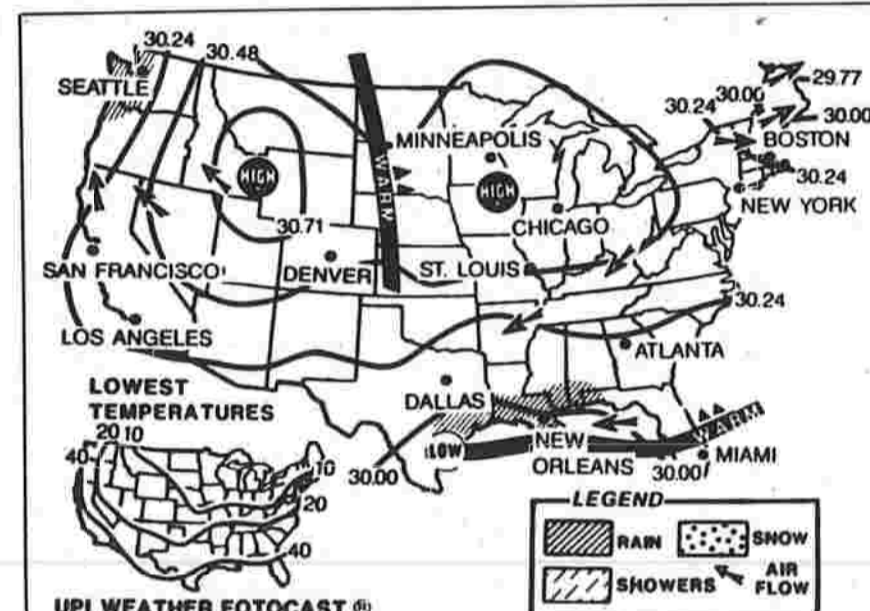 30.24
30.48
SEATTLE
29.77
30.00
30.24
30.00
MINNEAPOLIS
BOSTON
WARM
HIGH
HIGH
30.24
NEW YORK
30.71
CHICAGO
SAN FRANCISCO
DENVER
ST. LOUIS
30.24
LOS ANGELES
ATLANTA
LOWEST
TEMPERATURES
DALLAS
WARM
20 10
40
LOW
NEW
ORLEANS
30.00
30.00
MIAMI
10
20
40
LEGEND
RAIN
SNOW
SHOWERS
AIR
FLOW
UPI WEATHER FOTOCAST ®